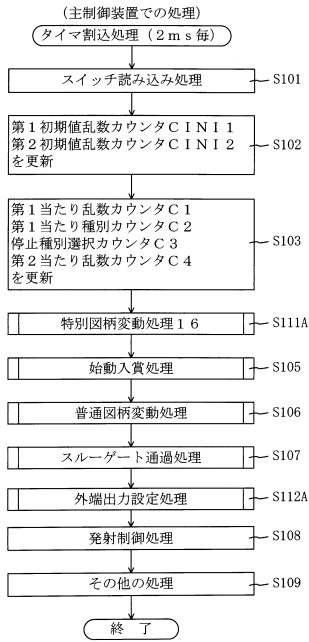 (主制御装置での処理)
タイマ割込処理(2ms毎)
スイッチ読み込み処理
S101
第1初期値乱数カウンタCINI1
第2初期値乱数カウンタCINI2
を更新
S102
第1当たり乱数カウンタC1
第1当たり種別カウンタC2
停止種別選択カウンタC3
第2当たり乱数カウンタC4
を更新
S103
特別図柄変動処理16
S111A
始動入賞処理
S105
普通図柄変動処理
S106
スルーゲート通過処理
S107
外端出力設定処理
S112A
発射制御処理
S108
その他の処理
S109
終 了